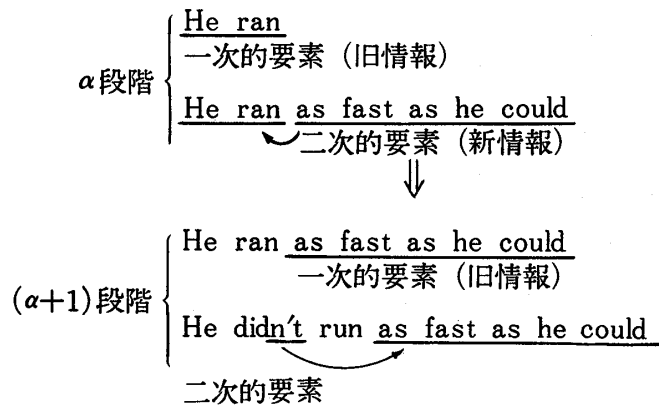 He ran
一次的要素（旧情報）
α段階
He ran as fast as he could
二次的要素（新情報）
⇓
He ran as fast as he could
一次的要素（旧情報）
(α+1)段階
He didn't run as fast as he could
二次的要素